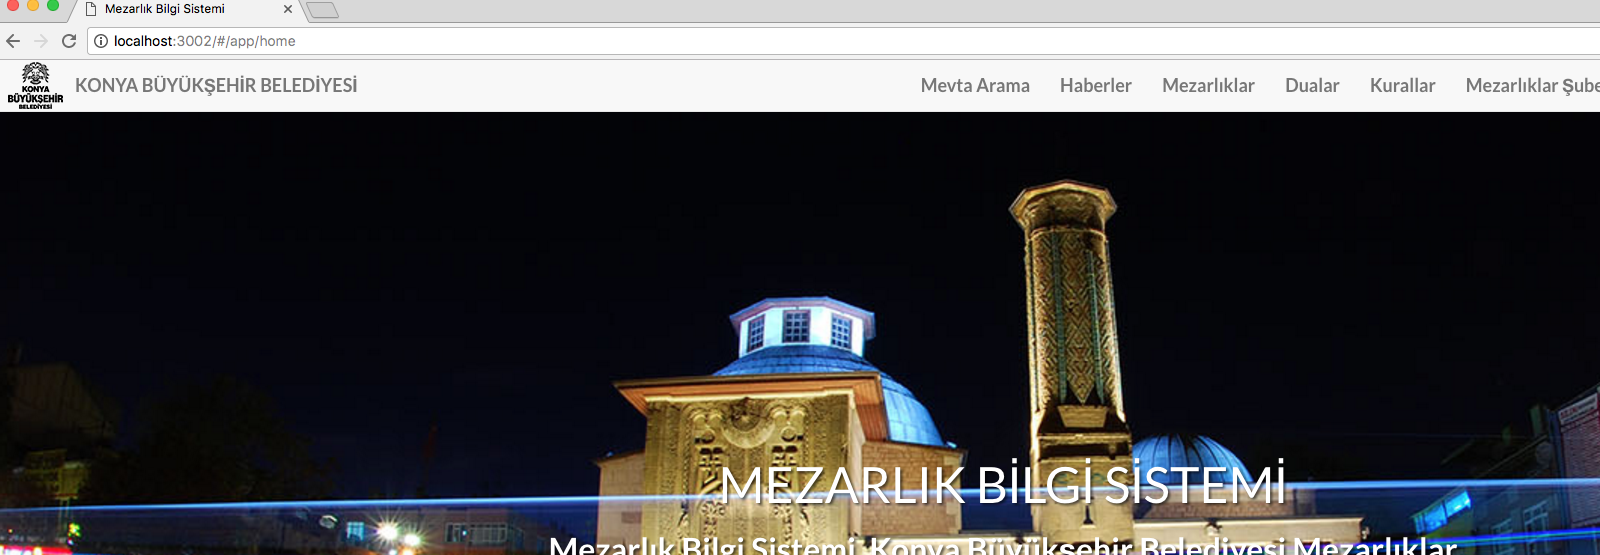 Mezarlık Bilgi Sistemi
localhost:3002/#/app/home
KONYA
BÜYÜKŞEHİR
BELEDİYESİ
KONYA BÜYÜKŞEHİR BELEDİYESİ
Mevta Arama Haberler Mezarlıklar Dualar Kurallar Mezarlıklar Şube
MEZARLIK BİLGİ SİSTEMİ
Mezarlık Bilgi Sistemi, Konya Büyükşehir Belediyesi Mezarlıklar